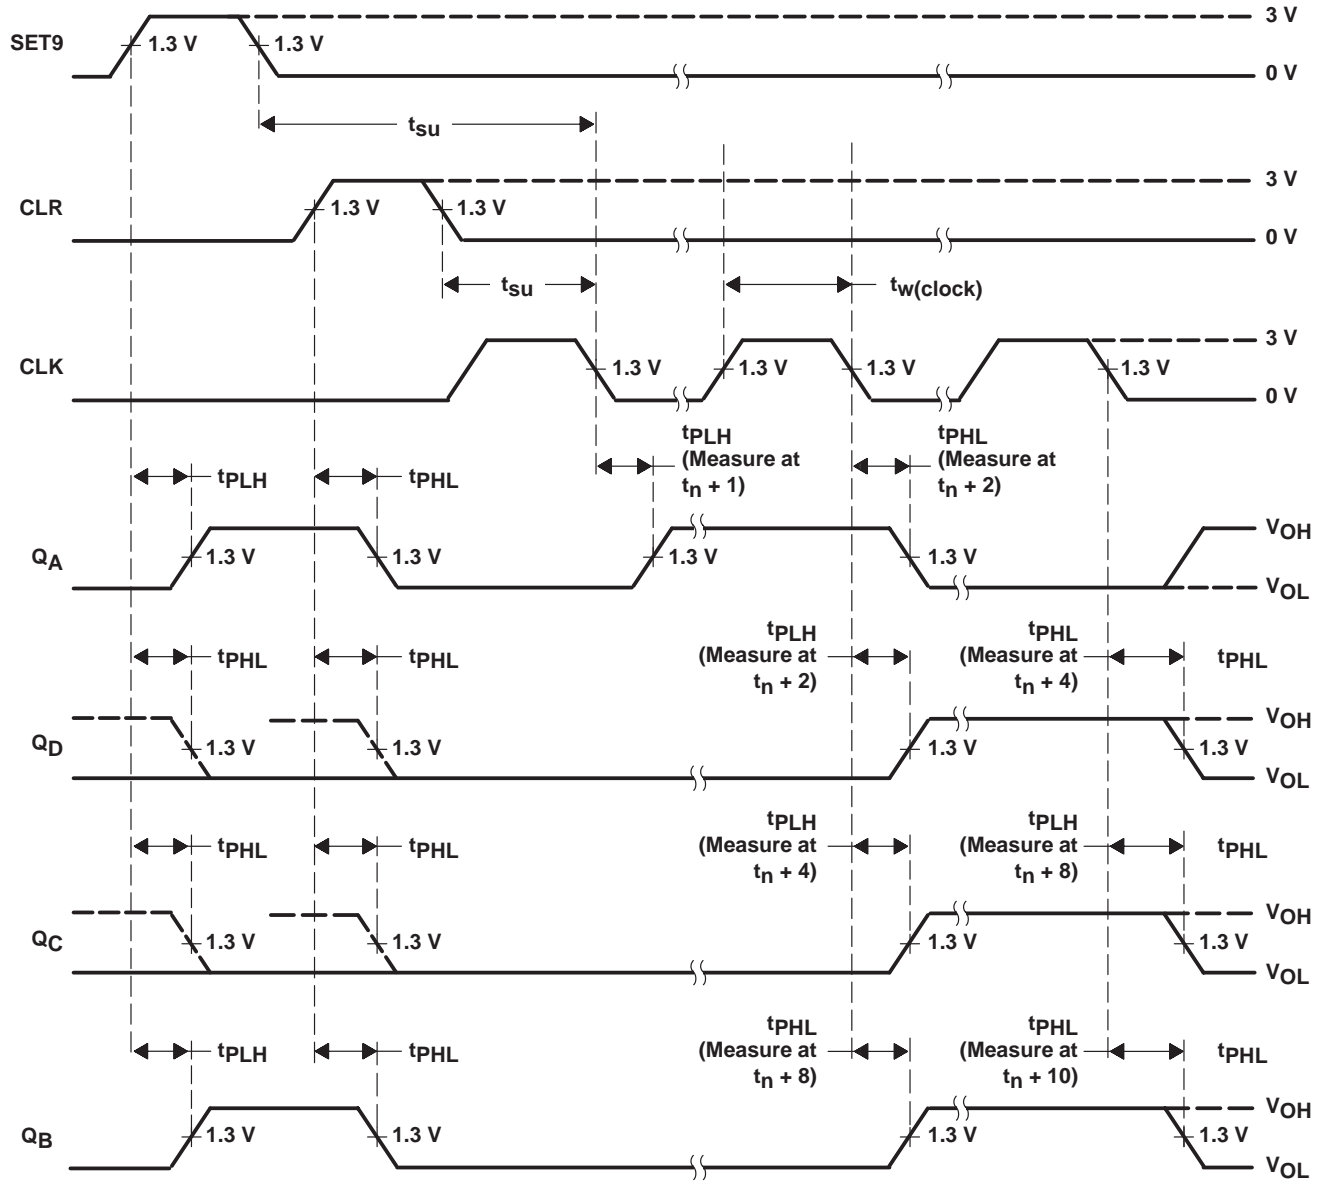 3 V
SET9 1.3 V 1.3 V
0 V
tsu
3 V
CLR 1.3 V 1.3 V
0 V
tsu tw(clock)
3 V
CLK 1.3 V 1.3 V 1.3 V 1.3 V
0 V
tPLH
(Measure at
tn + 1)
tPHL
(Measure at
tn + 2)
tPLH tPHL
VOH
QA 1.3 V 1.3 V 1.3 V 1.3 V
VOL
tPHL tPHL
tPLH
(Measure at
tn + 2)
tPHL
(Measure at
tn + 4)
tPHL
VOH
QD 1.3 V 1.3 V 1.3 V 1.3 V
VOL
tPHL tPHL
tPLH
(Measure at
tn + 4)
tPLH
(Measure at
tn + 8)
tPHL
VOH
QC 1.3 V 1.3 V 1.3 V 1.3 V
VOL
tPLH tPHL
tPHL
(Measure at
tn + 8)
tPHL
(Measure at
tn + 10)
tPHL
VOH
QB 1.3 V 1.3 V 1.3 V 1.3 V
VOL